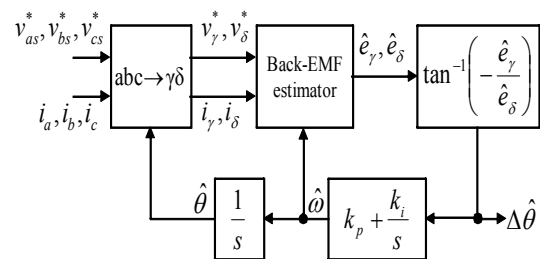 v*as, v*bs, v*cs
ia, ib, ic
abc→γδ
v*γ, v*δ
iγ, iδ
Back-EMF
estimator
êγ, êδ
tan⁻¹(−êγ/êδ)
θ̂
1/s
ω̂
kp + ki/s
Δθ̂